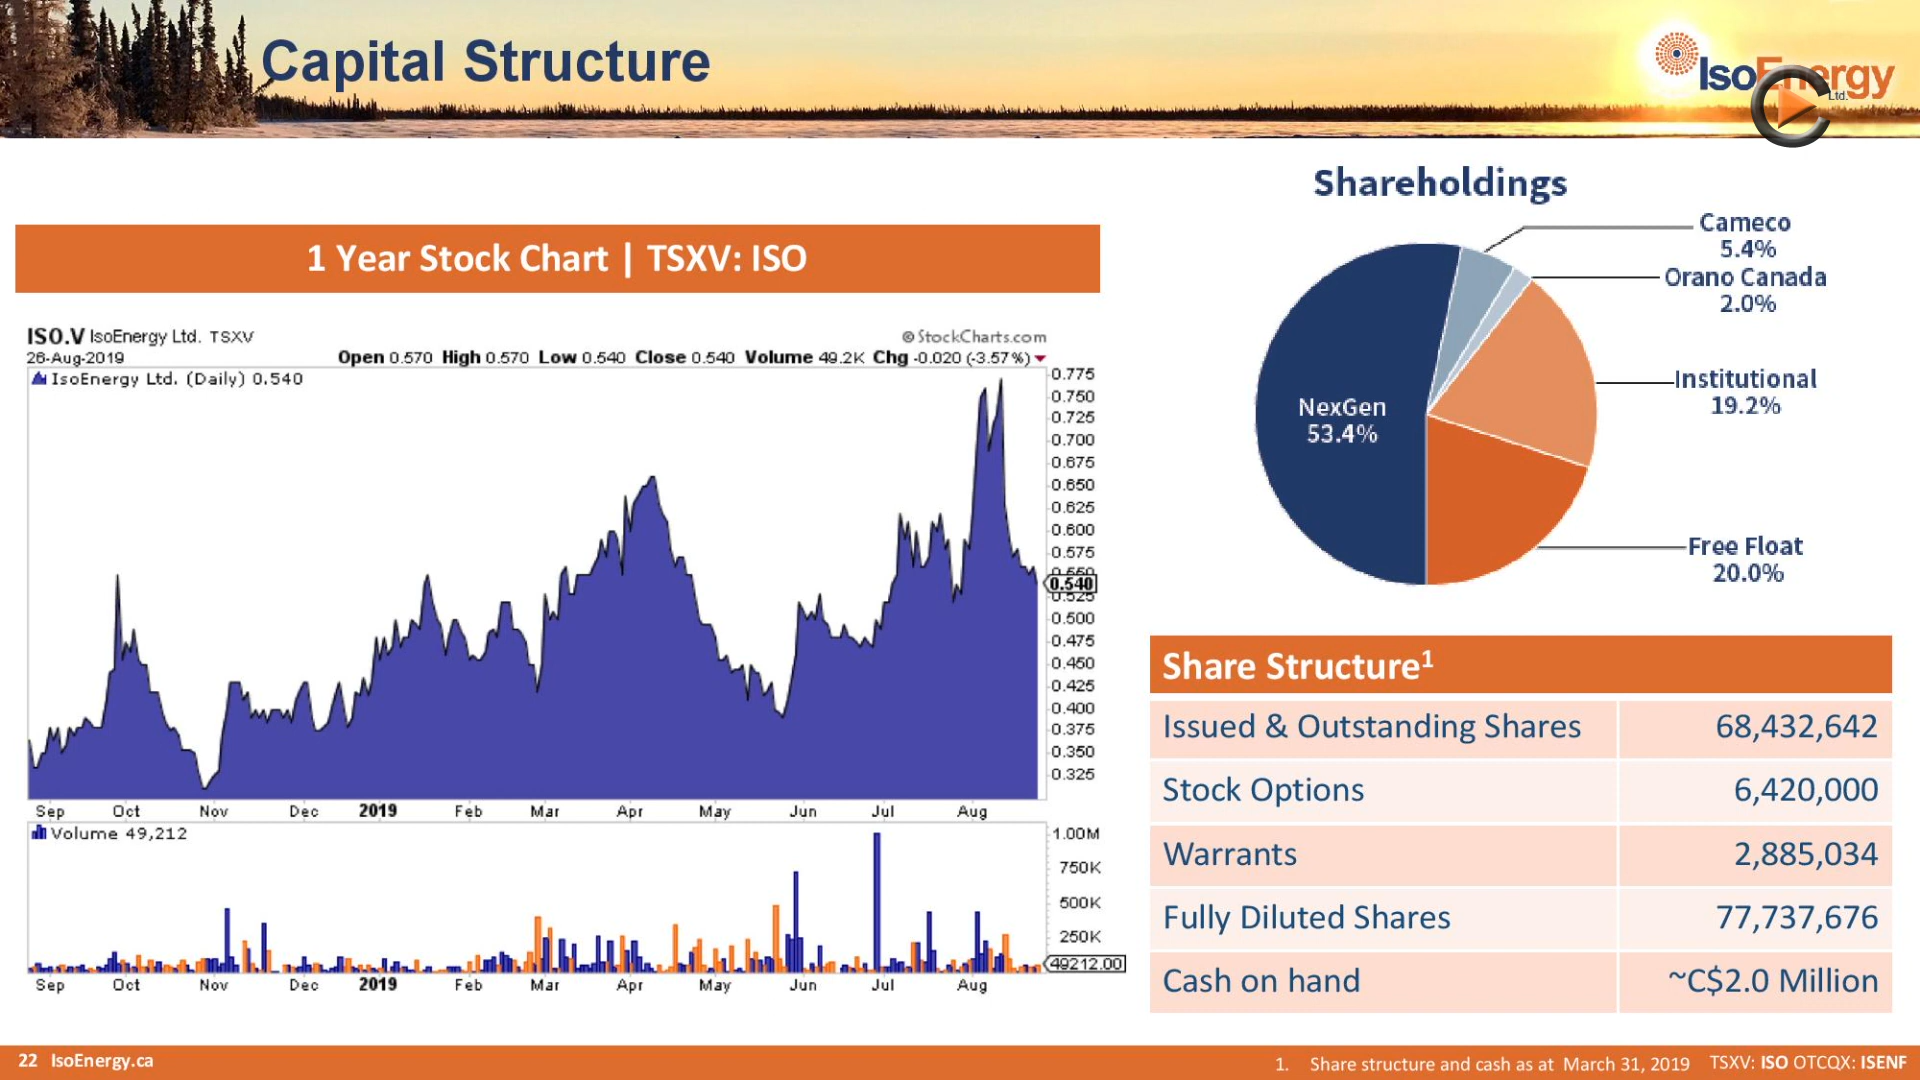 Capital Structure
IsoEnergy
Ltd.
1 Year Stock Chart | TSXV: ISO
ISO.V IsoEnergy Ltd. TSXV
© StockCharts.com
26-Aug-2019
Open 0.570 High 0.570 Low 0.540 Close 0.540 Volume 49.2K Chg -0.020 (-3.57%)
IsoEnergy Ltd. (Daily) 0.540
0.775
0.750
0.725
0.700
0.675
0.650
0.625
0.600
0.575
0.550
0.540
0.525
0.500
0.475
0.450
0.425
0.400
0.375
0.350
0.325
Sep Oct Nov Dec 2019 Feb Mar Apr May Jun Jul Aug
Volume 49,212
1.00M
750K
500K
250K
49212.00
Sep Oct Nov Dec 2019 Feb Mar Apr May Jun Jul Aug
Shareholdings
Cameco
5.4%
Orano Canada
2.0%
Institutional
19.2%
NexGen
53.4%
Free Float
20.0%
Share Structure1
Issued & Outstanding Shares 68,432,642
Stock Options 6,420,000
Warrants 2,885,034
Fully Diluted Shares 77,737,676
Cash on hand ~C$2.0 Million
22 IsoEnergy.ca
1. Share structure and cash as at March 31, 2019 TSXV: ISO OTCQX: ISENF